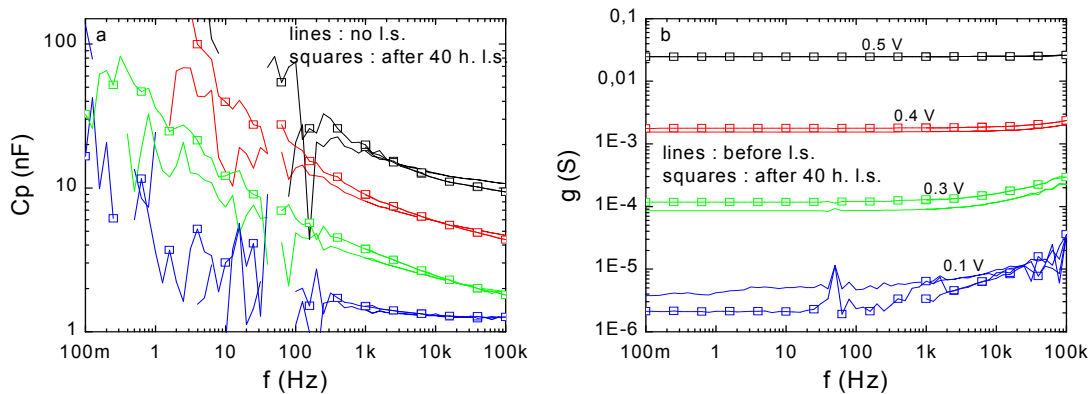 a
lines : no l.s.
squares : after 40 h. l.s
100
10
1
Cp (nF)
100m 1 10 100 1k 10k 100k
f (Hz)
b
0,1
0,01
1E-3
1E-4
1E-5
1E-6
g (S)
0.5 V
0.4 V
lines : before l.s.
squares : after 40 h. l.s.
0.3 V
0.1 V
100m 1 10 100 1k 10k 100k
f (Hz)